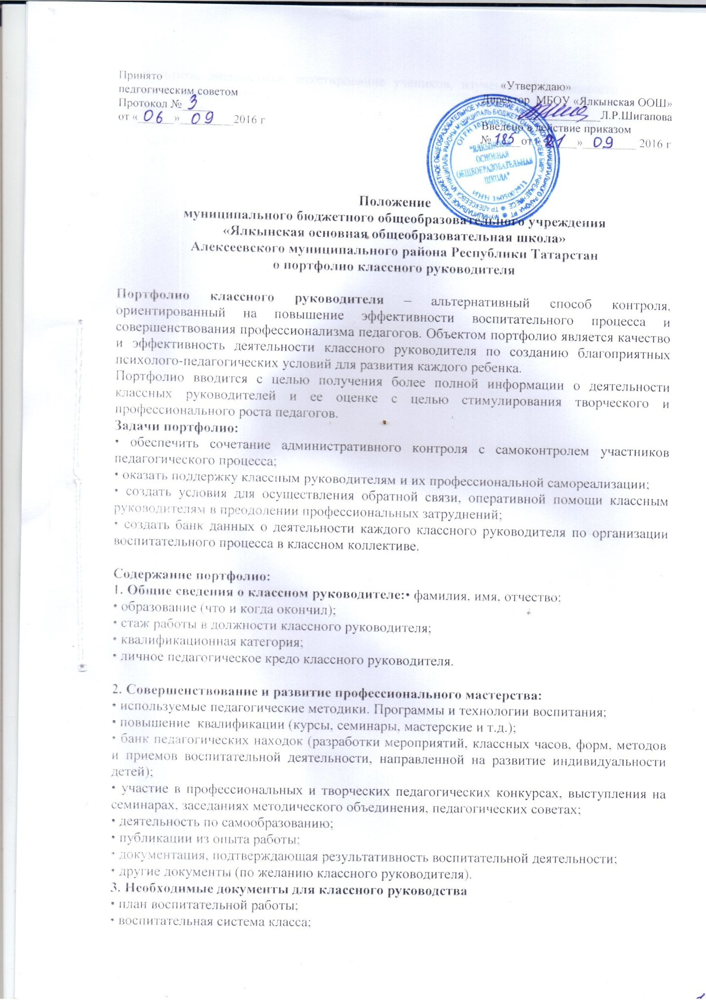 Принято
педгогическим советом
Протокол № 3
от « 06 » 09 2016 г
«Утверждаю»
Директор МБОУ «Ялкынская ООШ»
Л.Р.Шигапова
Введено в действие приказом
№ 185 от « 21 » 09 2016 г
"ЯЛКЫНСКАЯ
ОСНОВНАЯ
ОБЩЕОБРАЗОВАТЕЛЬНАЯ
ШКОЛА"
ИНН 1605002911
Положение
муниципального бюджетного общеобразовательного учреждения
«Ялкынская основная общеобразовательная школа»
Алексеевского муниципального района Республики Татарстан
о портфолио классного руководителя
Портфолио классного руководителя – альтернативный способ контроля,
ориентированный на повышение эффективности воспитательного процесса и
совершенствования профессионализма педагогов. Объектом портфолио является качество
и эффективность деятельности классного руководителя по созданию благоприятных
психолого-педагогических условий для развития каждого ребенка.
Портфолио вводится с целью получения более полной информации о деятельности
классных руководителей и ее оценке с целью стимулирования творческого и
профессионального роста педагогов.
Задачи портфолио:
• обеспечить сочетание административного контроля с самоконтролем участников
педагогического процесса;
• оказать поддержку классным руководителям и их профессиональной самореализации;
• создать условия для осуществления обратной связи, оперативной помощи классным
руководителям в преодолении профессиональных затруднений;
• создать банк данных о деятельности каждого классного руководителя по организации
воспитательного процесса в классном коллективе.
Содержание портфолио:
1. Общие сведения о классном руководителе:• фамилия, имя, отчество;
• образование (что и когда окончил);
• стаж работы в должности классного руководителя;
• квалификационная категория;
• личное педагогическое кредо классного руководителя.
2. Совершенствование и развитие профессионального мастерства:
• используемые педагогические методики. Программы и технологии воспитания;
• повышение квалификации (курсы, семинары, мастерские и т.д.);
• банк педагогических находок (разработки мероприятий, классных часов, форм, методов
и приемов воспитательной деятельности, направленной на развитие индивидуальности
детей);
• участие в профессиональных и творческих педагогических конкурсах, выступления на
семинарах, заседаниях методического объединения, педагогических советах;
• деятельность по самообразованию;
• публикации из опыта работы;
• документация, подтверждающая результативность воспитательной деятельности;
• другие документы (по желанию классного руководителя).
3. Необходимые документы для классного руководства
• план воспитательной работы;
• воспитательная система класса;